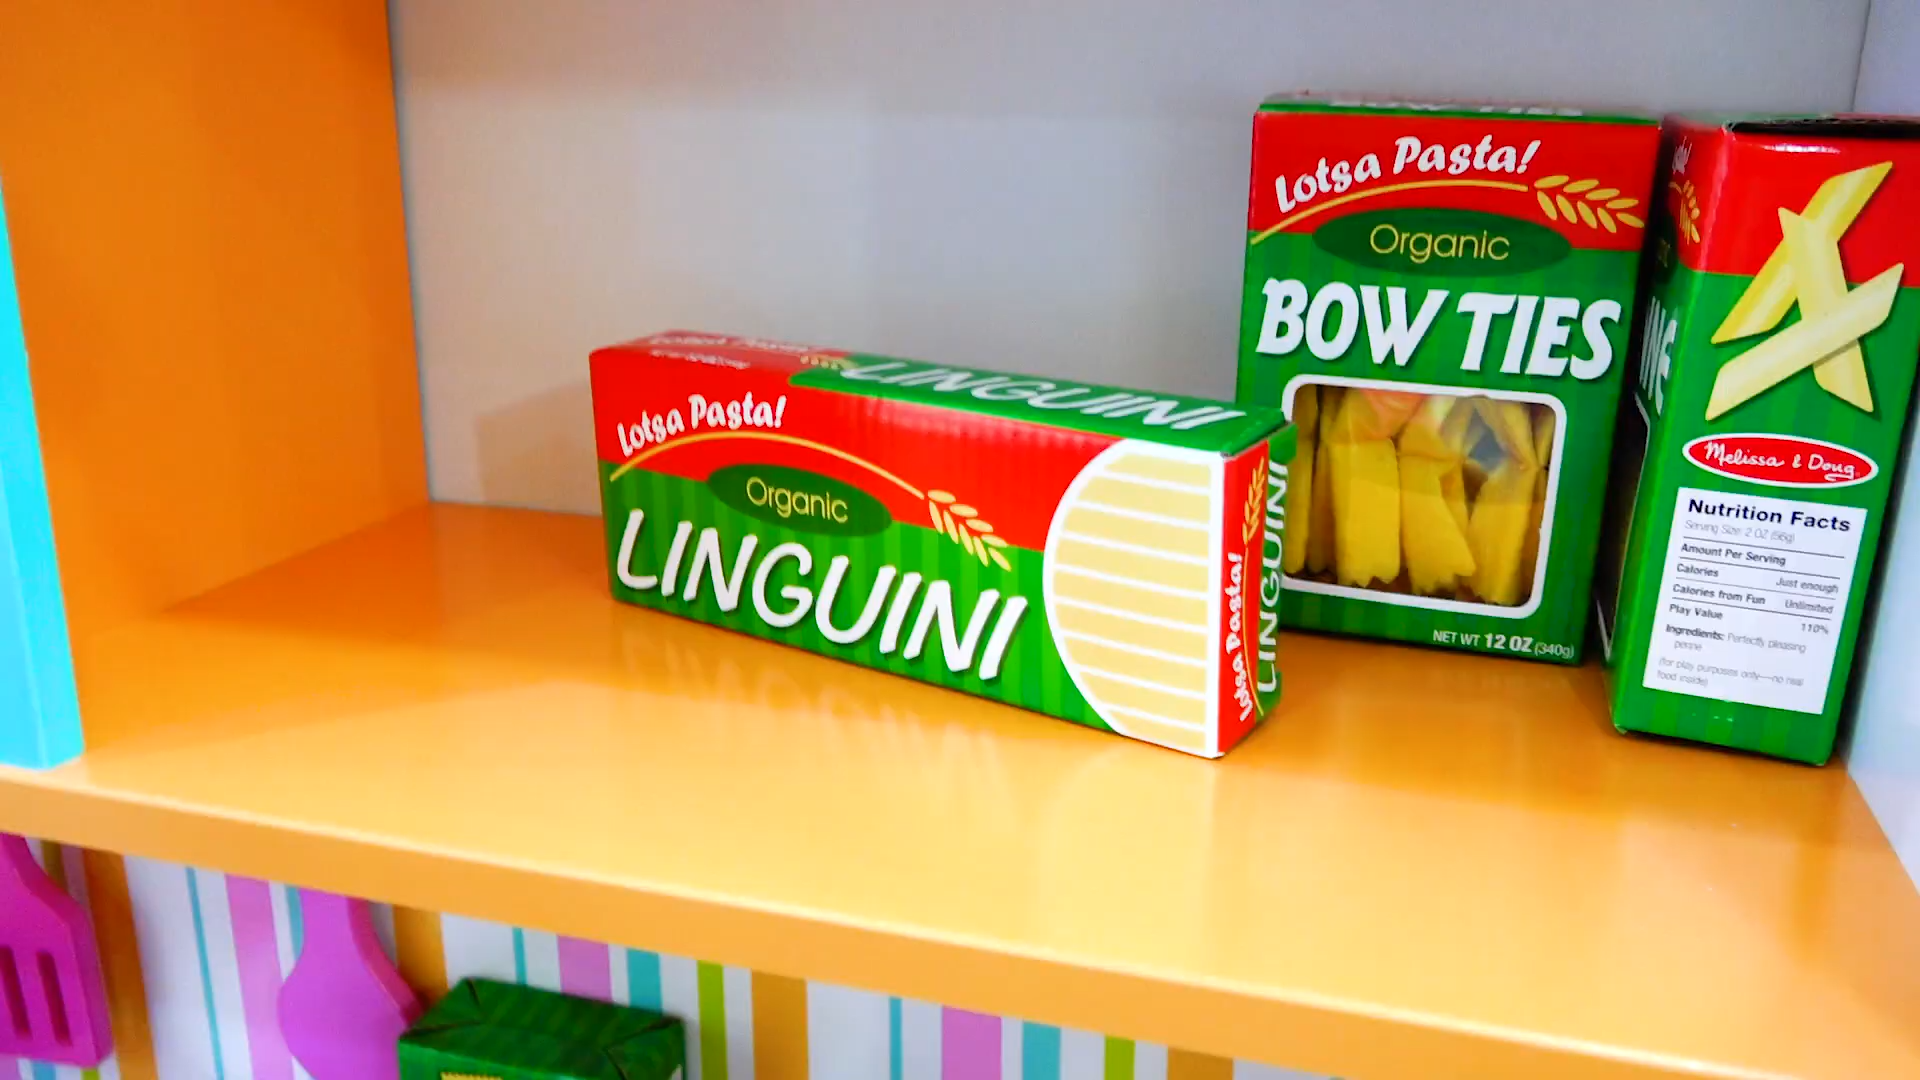 LINGUINI
Lotsa Pasta!
Organic
LINGUINI
Lotsa Pasta!
LINGUINI
BOW TIES
Lotsa Pasta!
Organic
BOW TIES
NET WT 12 OZ (340g)
Melissa & Doug
Nutrition Facts
Serving Size: 2 OZ (56g)
Amount Per Serving
Calories Just enough
Calories from Fun Unlimited
Play Value 110%
Ingredients: Perfectly pleasing
penne
(for play purposes only—no real
food inside)